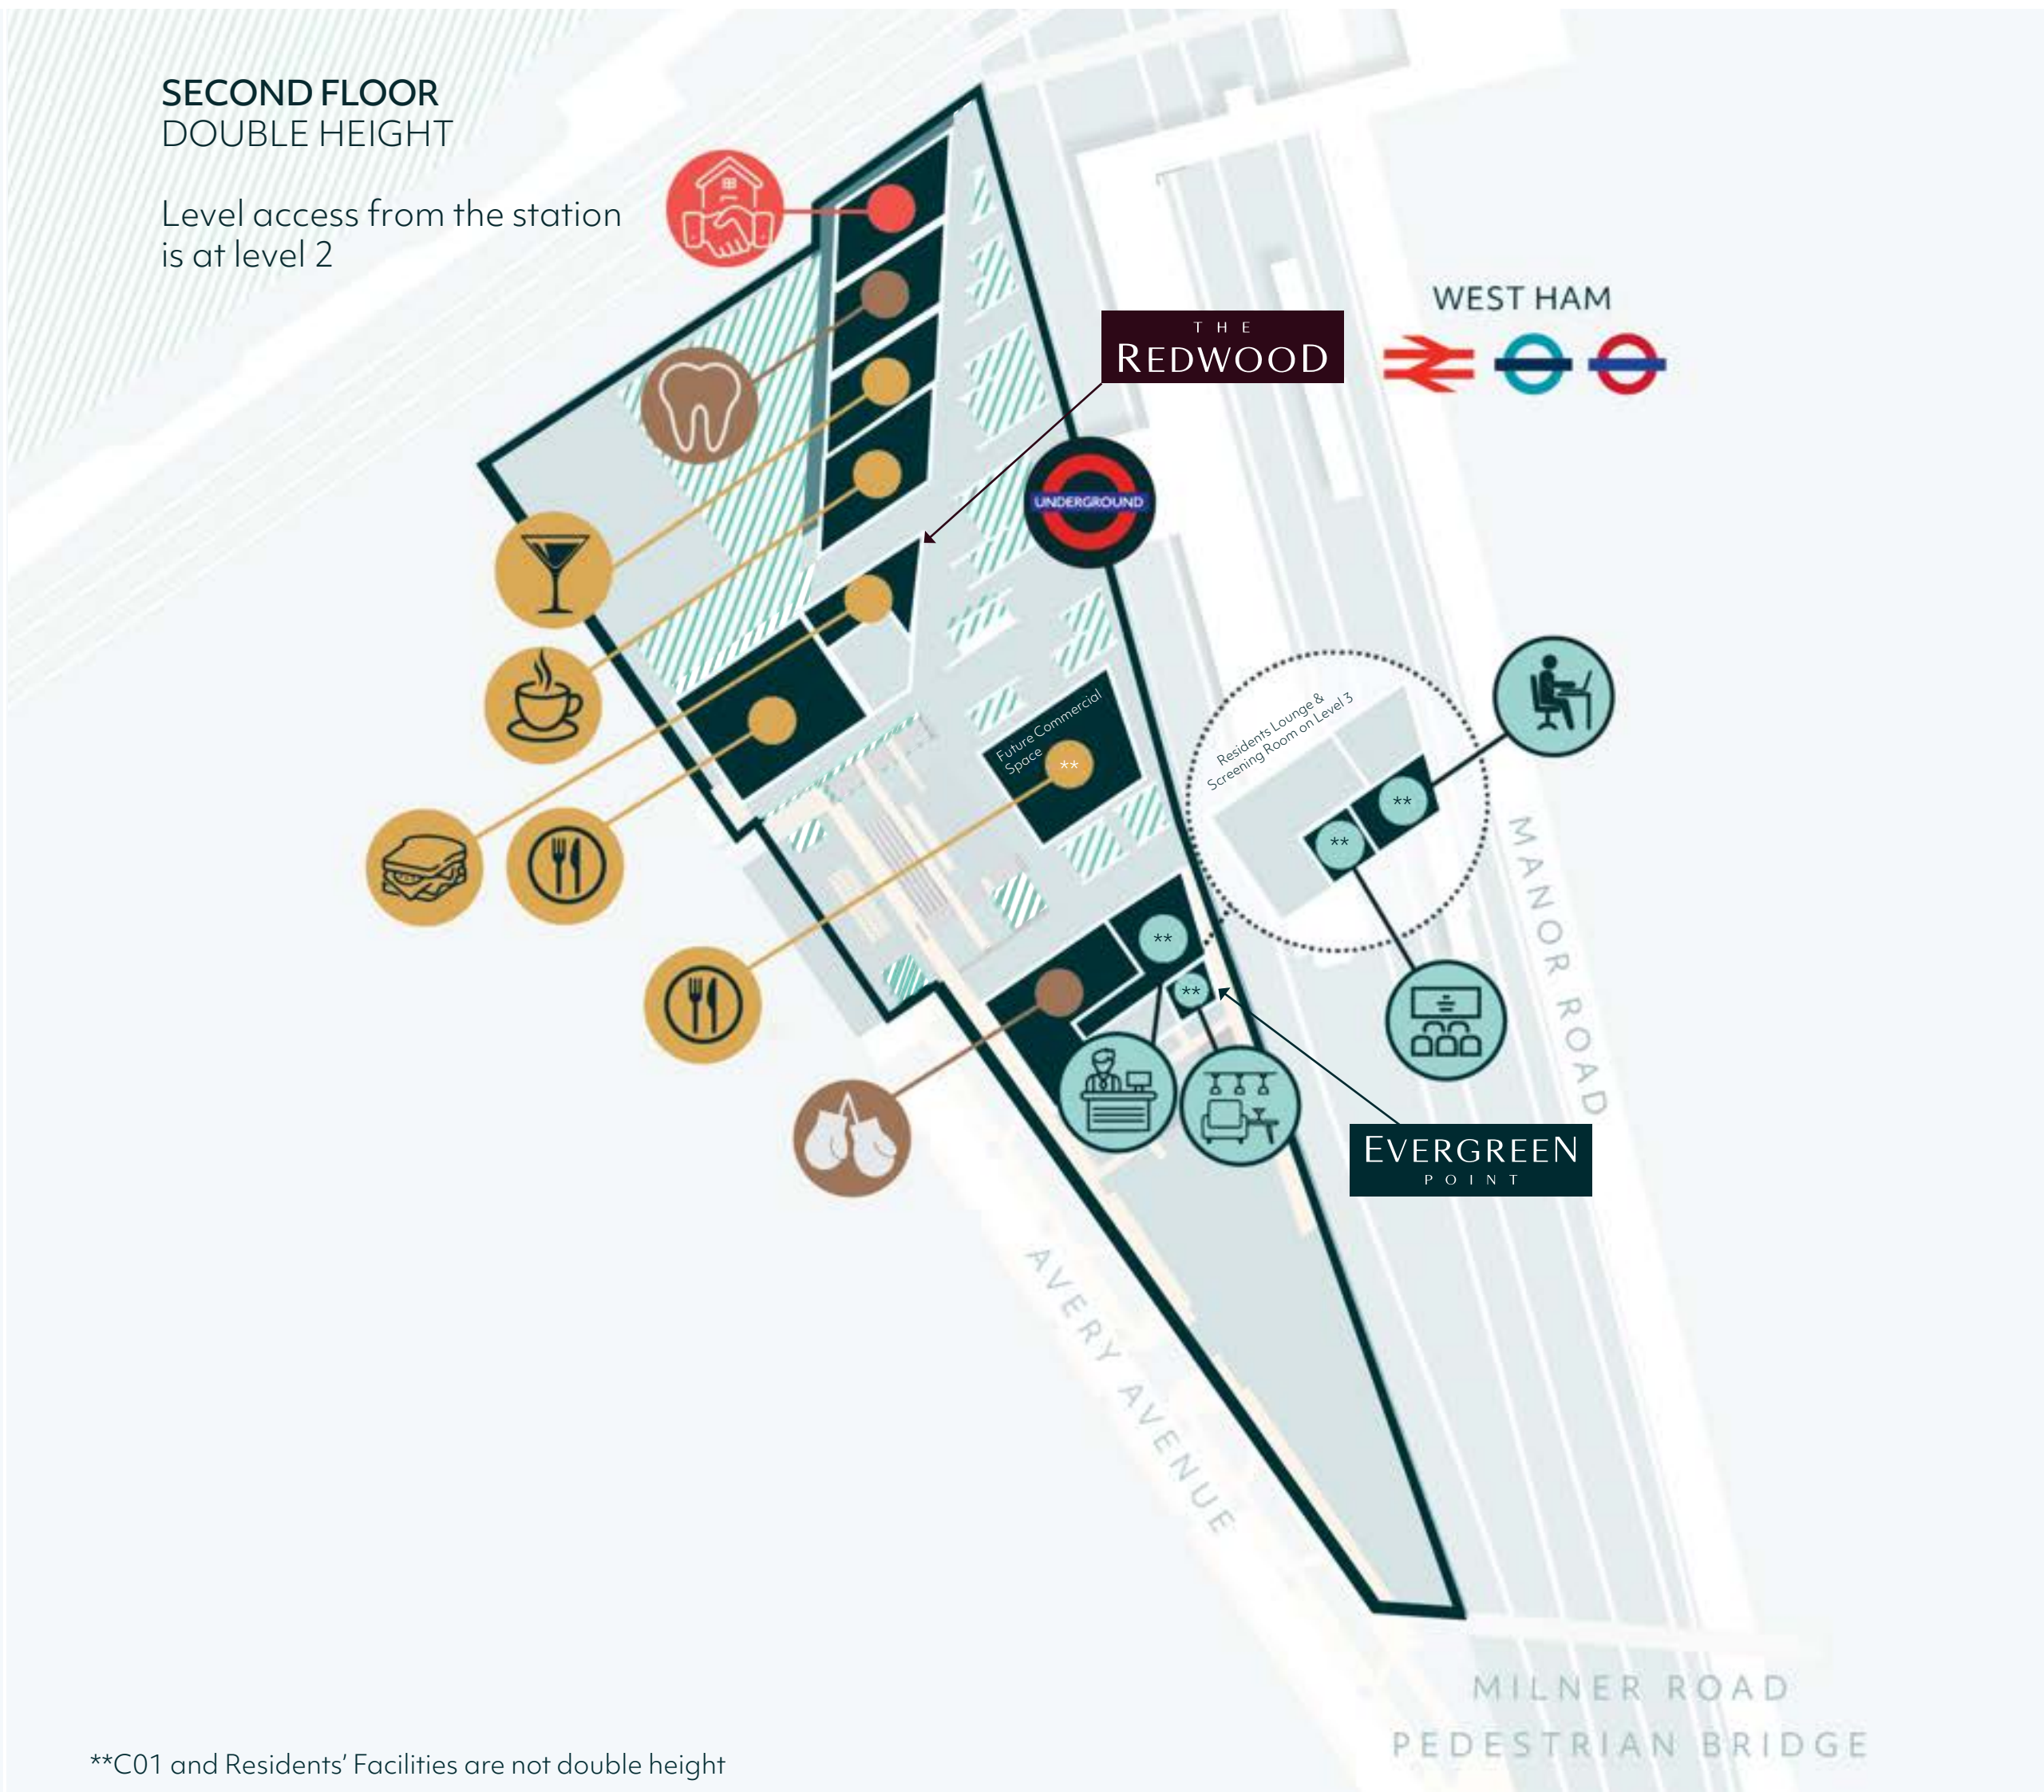 SECOND FLOOR
DOUBLE HEIGHT
Level access from the station
is at level 2
THE
REDWOOD
WEST HAM
UNDERGROUND
Future Commercial
Space
**
Residents Lounge &
Screening Room on Level 3
**
**
**
**
MANOR ROAD
EVERGREEN
POINT
AVERY AVENUE
MILNER ROAD
PEDESTRIAN BRIDGE
**C01 and Residents' Facilities are not double height